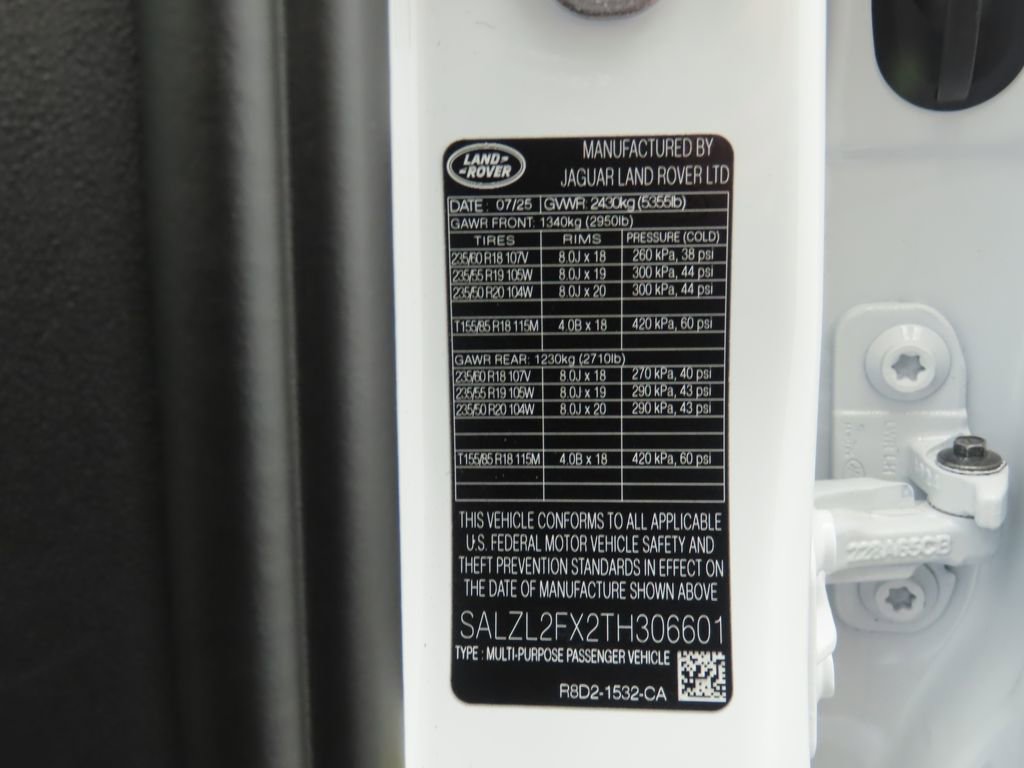 LAND-
-ROVER
MANUFACTURED BY
JAGUAR LAND ROVER LTD
DATE: 07/25 GVWR: 2430kg (5355lb)
GAWR FRONT: 1340kg (2950lb)
TIRES RIMS PRESSURE (COLD)
235/60 R18 107V 8.0J x 18 260 kPa, 38 psi
235/55 R19 105W 8.0J x 19 300 kPa, 44 psi
235/50 R20 104W 8.0J x 20 300 kPa, 44 psi
T155/85 R18 115M 4.0B x 18 420 kPa, 60 psi
GAWR REAR: 1230kg (2710lb)
235/60 R18 107V 8.0J x 18 270 kPa, 40 psi
235/55 R19 105W 8.0J x 19 290 kPa, 43 psi
235/50 R20 104W 8.0J x 20 290 kPa, 43 psi
T155/85 R18 115M 4.0B x 18 420 kPa, 60 psi
THIS VEHICLE CONFORMS TO ALL APPLICABLE
U.S. FEDERAL MOTOR VEHICLE SAFETY AND
THEFT PREVENTION STANDARDS IN EFFECT ON
THE DATE OF MANUFACTURE SHOWN ABOVE
SALZL2FX2TH306601
TYPE : MULTI-PURPOSE PASSENGER VEHICLE
R8D2-1532-CA